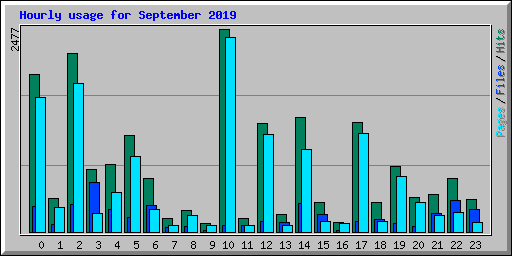 Hourly usage for September 2019
2477
Pages/Files/Hits
0 1 2 3 4 5 6 7 8 9 10 11 12 13 14 15 16 17 18 19 20 21 22 23